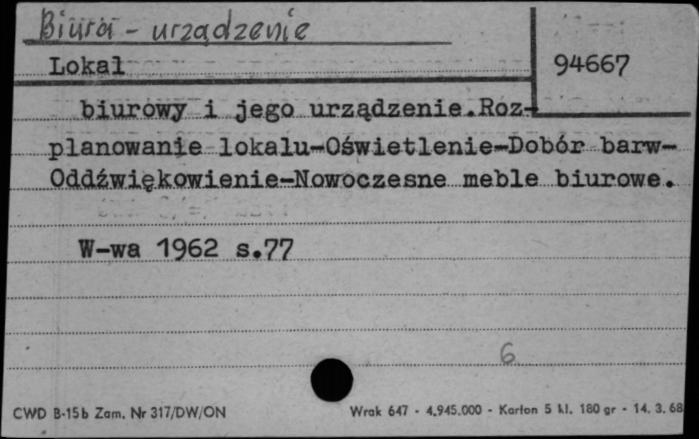 Biura - urządzenie
Lokal
94667
biurowy i jego urządzenie.Roz-
planowanie lokalu-Oświetlenie-Dobór barw-
Oddźwiękowienie-Nowoczesne meble biurowe.
W-wa 1962 s.77
6
CWD B-15b Zam. Nr 317/DW/ON
Wrak 647 - 4.945.000 - Karton 5 kl. 180 gr - 14. 3. 68